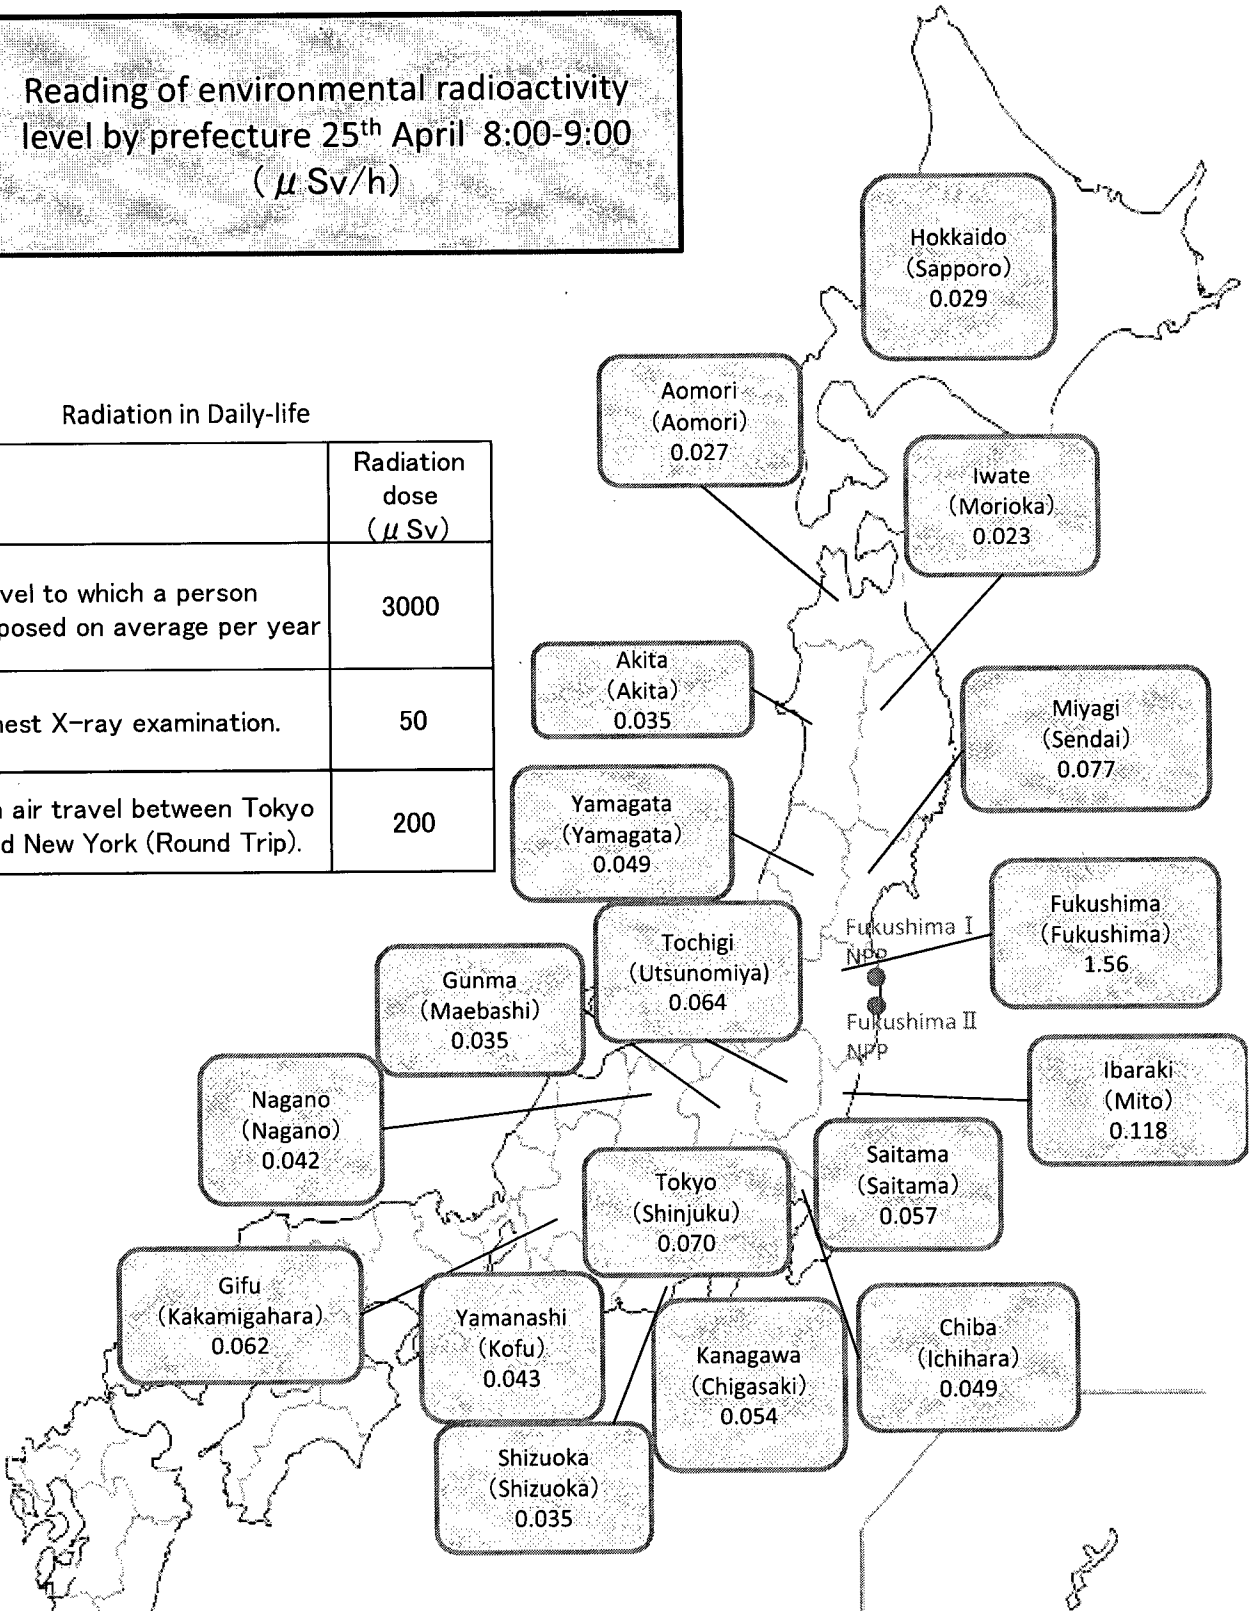 Reading of environmental radioactivity
level by prefecture 25th April 8:00-9:00
(μSv/h)
Hokkaido
(Sapporo)
0.029
Aomori
(Aomori)
0.027
Iwate
(Morioka)
0.023
Radiation in Daily-life
Radiation
dose
(μSv)
vel to which a person
posed on average per year
3000
hest X-ray examination.
50
n air travel between Tokyo
d New York (Round Trip).
200
Akita
(Akita)
0.035
Miyagi
(Sendai)
0.077
Yamagata
(Yamagata)
0.049
Fukushima
(Fukushima)
1.56
Fukushima I
NPP
Fukushima II
NPP
Tochigi
(Utsunomiya)
0.064
Gunma
(Maebashi)
0.035
Ibaraki
(Mito)
0.118
Nagano
(Nagano)
0.042
Saitama
(Saitama)
0.057
Tokyo
(Shinjuku)
0.070
Gifu
(Kakamigahara)
0.062
Yamanashi
(Kofu)
0.043
Kanagawa
(Chigasaki)
0.054
Chiba
(Ichihara)
0.049
Shizuoka
(Shizuoka)
0.035